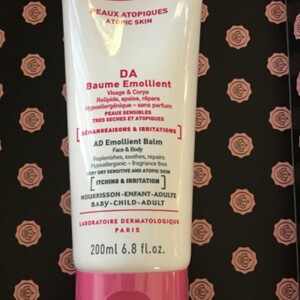 PEAUX ATOPIQUES
ATOPIC SKIN
DA
Baume Emollient
Visage & Corps
Relipide, apaise, répare
Hypoallergénique - sans parfum
PEAUX SENSIBLES
TRES SECHES ET ATOPIQUES
DÉMANGEAISONS & IRRITATIONS
AD Emollient Balm
Face & Body
Replenishes, soothes, repairs
Hypoallergenic - fragrance free
VERY DRY SENSITIVE AND ATOPIC SKIN
ITCHING & IRRITATION
NOURRISSON-ENFANT-ADULTE
BABY-CHILD-ADULT
LABORATOIRE DERMATOLOGIQUE
PARIS
200ml 6.8 fl.oz.